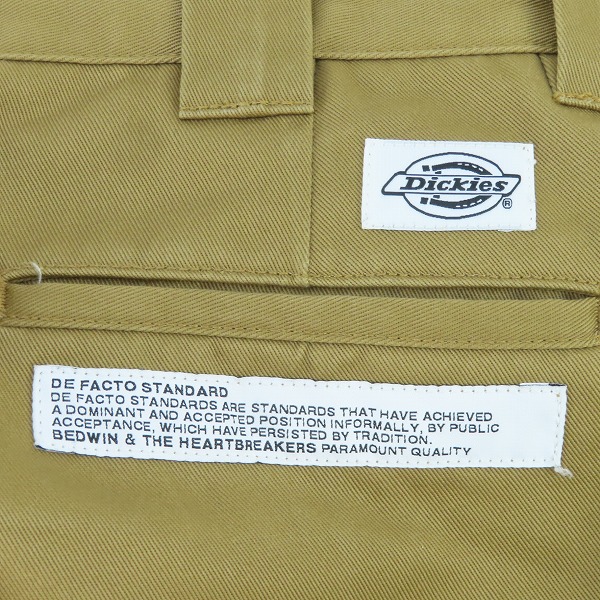 Dickies®
DE FACTO STANDARD
DE FACTO STANDARDS ARE STANDARDS THAT HAVE ACHIEVED
A DOMINANT AND ACCEPTED POSITION INFORMALLY, BY PUBLIC
ACCEPTANCE, WHICH HAVE PERSISTED BY TRADITION.
BEDWIN & THE HEARTBREAKERS PARAMOUNT QUALITY